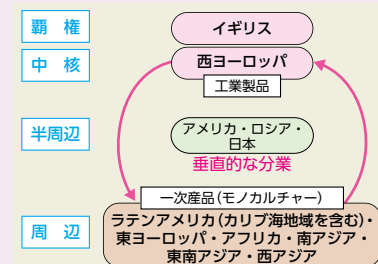 覇 権
イギリス
中 核
西ヨーロッパ
工業製品
半周辺
アメリカ・ロシア・
日本
垂直的な分業
一次産品(モノカルチャー)
周 辺
ラテンアメリカ(カリブ海地域を含む)・
東ヨーロッパ・アフリカ・南アジア・
東南アジア・西アジア